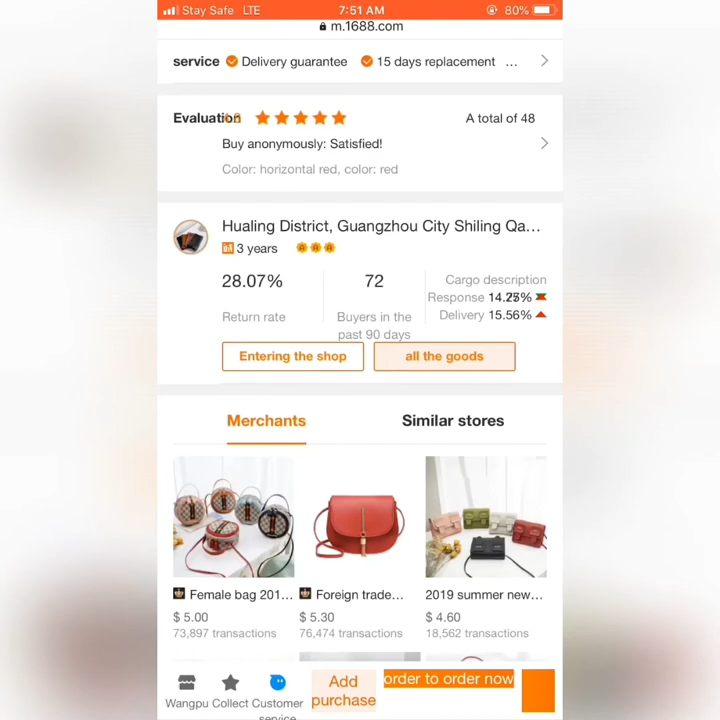 Stay Safe LTE 7:51 AM 80%
m.1688.com
service Delivery guarantee 15 days replacement ...
Evaluation A total of 48
Buy anonymously: Satisfied!
Color: horizontal red, color: red
Hualing District, Guangzhou City Shiling Qa...
3 years
28.07% 72 Cargo description
Response
Delivery 15.56%
Return rate Buyers in the
past 90 days
Entering the shop all the goods
Merchants Similar stores
Female bag 201... Foreign trade... 2019 summer new...
$ 5.00 $ 5.30 $ 4.60
73,897 transactions 76,474 transactions 18,562 transactions
Wangpu Collect Customer
service
Add
purchase
order to order now